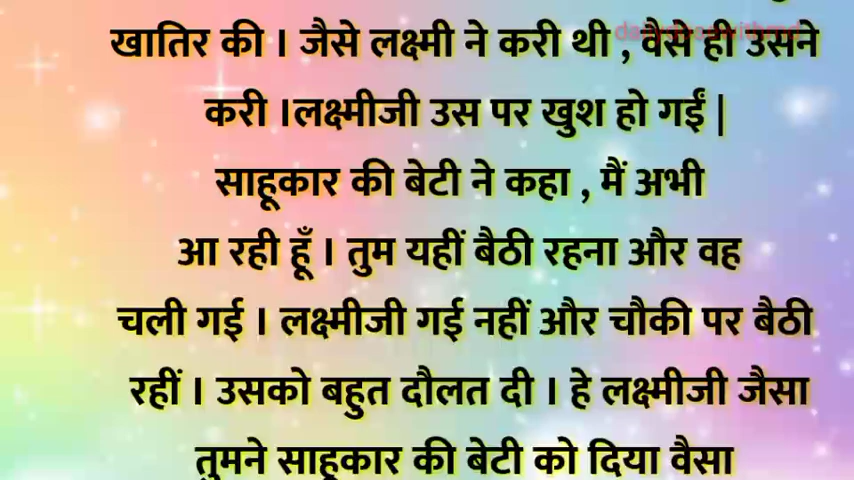 खातिर की । जैसे लक्ष्मी ने करी थी , वैसे ही उसने
करी ।लक्ष्मीजी उस पर खुश हो गईं |
साहूकार की बेटी ने कहा , मैं अभी
आ रही हूँ । तुम यहीं बैठी रहना और वह
चली गई । लक्ष्मीजी गई नहीं और चौकी पर बैठी
रहीं । उसको बहुत दौलत दी । हे लक्ष्मीजी जैसा
तुमने साहूकार की बेटी को दिया वैसा